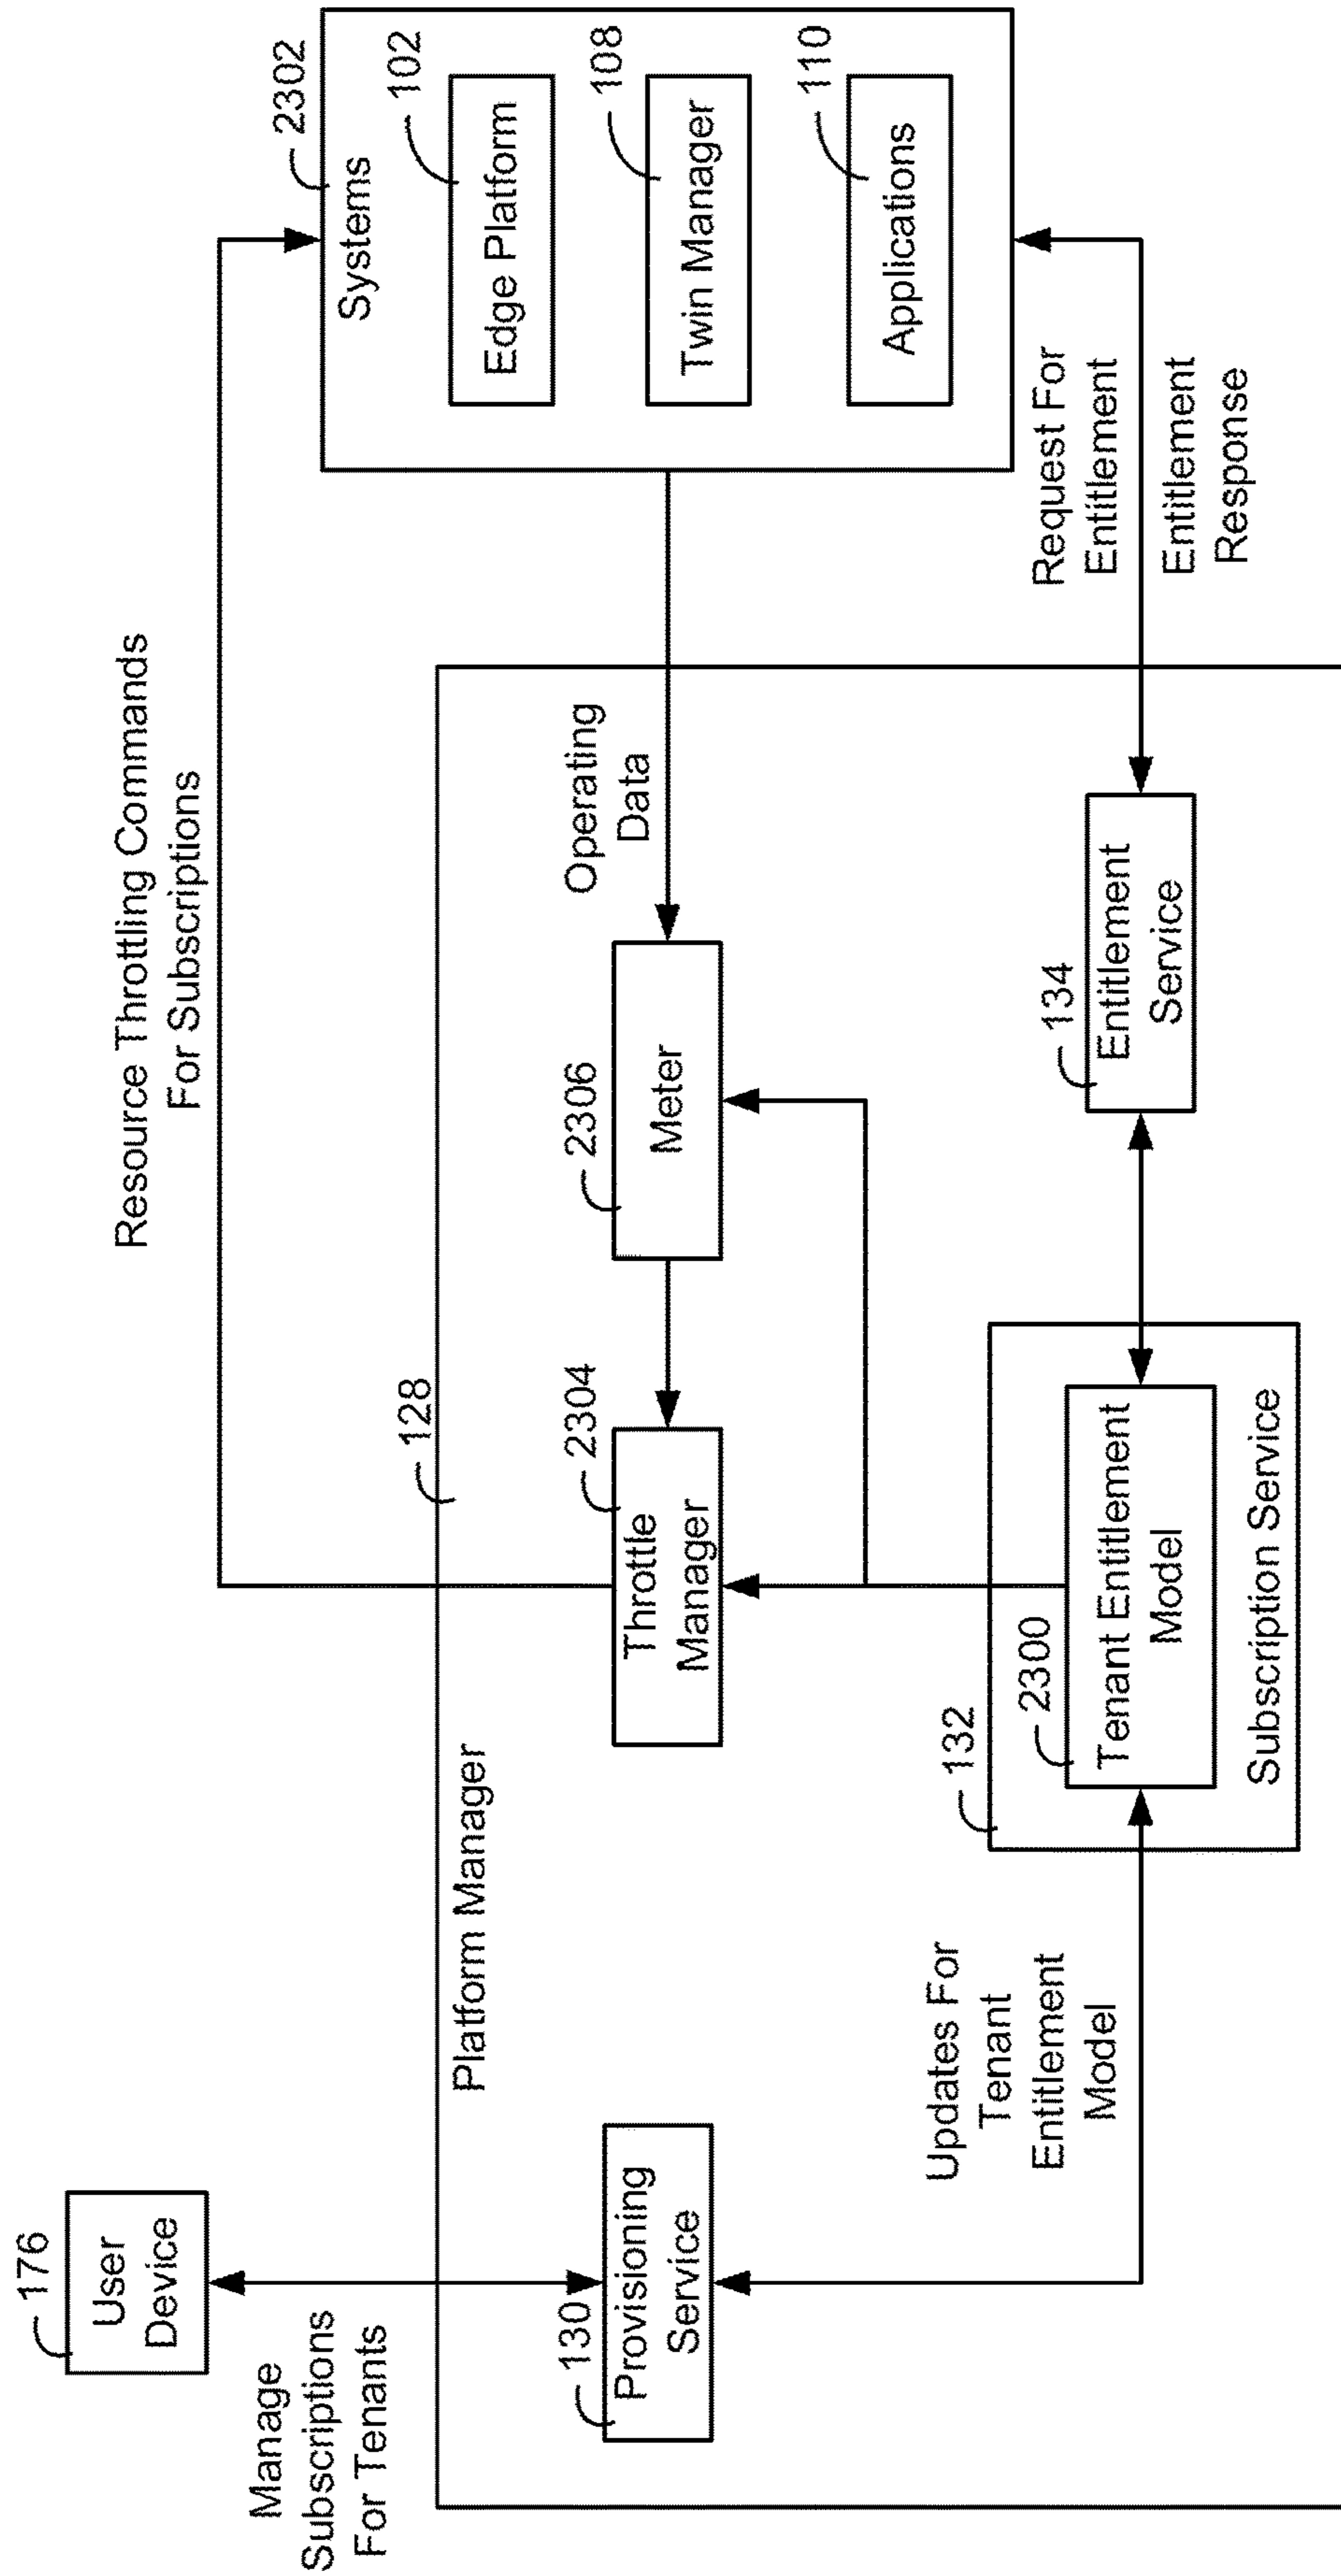 176
User
Device
Manage
Subscriptions
For Tenants
Resource Throttling Commands
For Subscriptions
2302
Systems
102
Edge Platform
108
Twin Manager
110
Applications
Platform Manager
128
130
Provisioning
Service
2304
Throttle
Manager
2306
Meter
Operating
Data
Updates For
Tenant
Entitlement
Model
132
2300
Tenant Entitlement
Model
Subscription Service
134
Entitlement
Service
Request For
Entitlement
Entitlement
Response